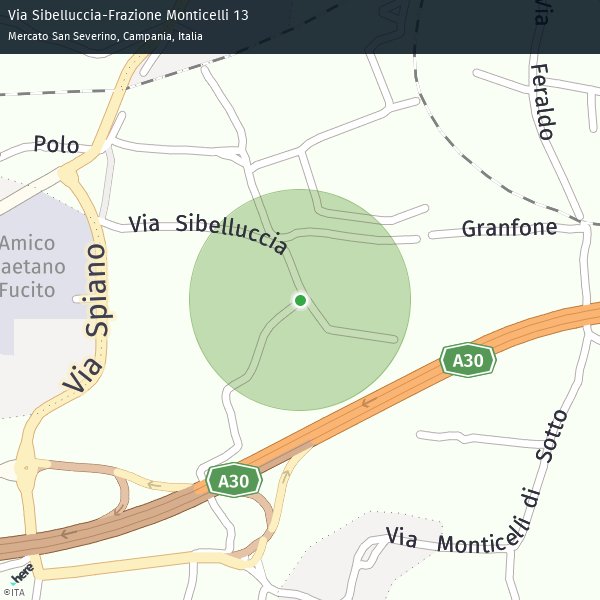 Via Sibelluccia-Frazione Monticelli 13
Mercato San Severino, Campania, Italia
Via
Feraldo
Polo
Via Sibelluccia
Granfone
Amico
aetano
Fucito
Via Spiano
A30
A30
Via Monticelli di Sotto
here
©ITA